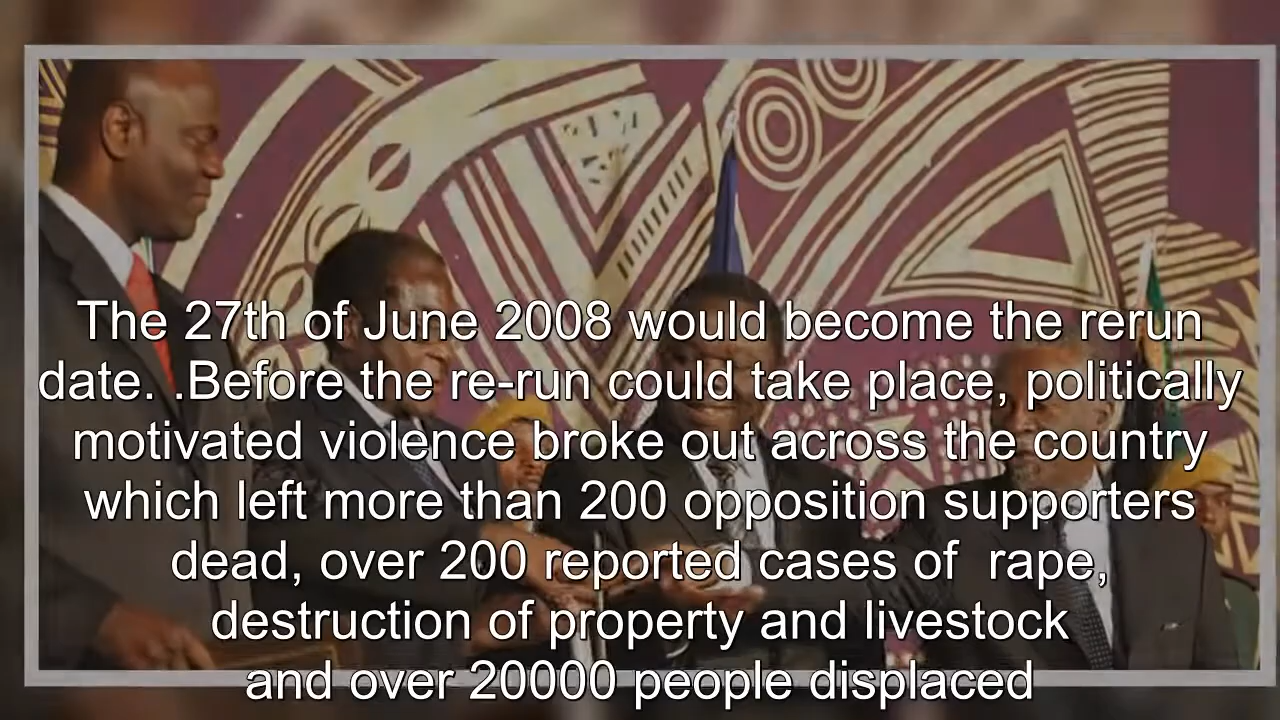 The 27th of June 2008 would become the rerun
date. .Before the re-run could take place, politically
motivated violence broke out across the country
which left more than 200 opposition supporters
dead, over 200 reported cases of  rape,
destruction of property and livestock
and over 20000 people displaced